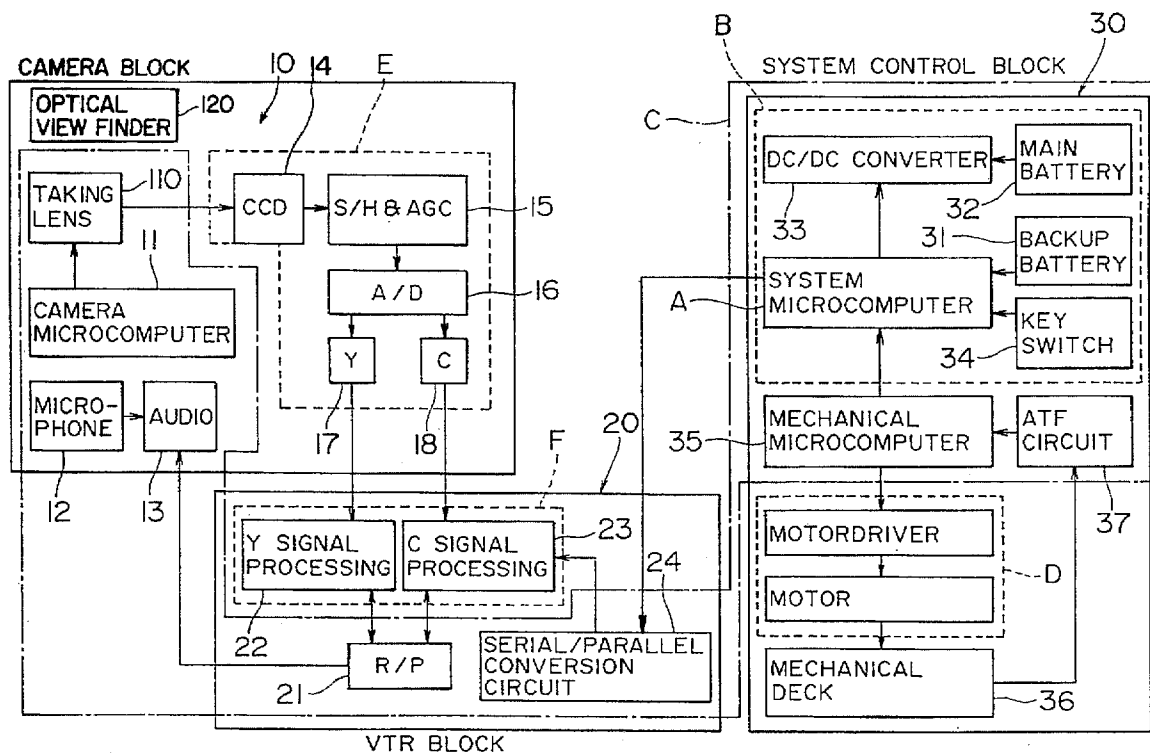 CAMERA BLOCK
10
14
E
OPTICAL
VIEW FINDER
120
110
TAKING
LENS
CCD
S/H & AGC
15
11
A/D
16
CAMERA
MICROCOMPUTER
Y
C
MICRO-
PHONE
AUDIO
17
18
12
13
F
20
Y SIGNAL
PROCESSING
C SIGNAL
PROCESSING
23
24
22
R/P
21
SERIAL/PARALLEL
CONVERSION
CIRCUIT
VTR BLOCK
B
30
SYSTEM CONTROL BLOCK
C
DC/DC CONVERTER
MAIN
BATTERY
33
32
31
BACKUP
BATTERY
SYSTEM
MICROCOMPUTER
A
KEY
SWITCH
34
MECHANICAL
MICROCOMPUTER
ATF
CIRCUIT
35
37
MOTORDRIVER
D
MOTOR
MECHANICAL
DECK
36